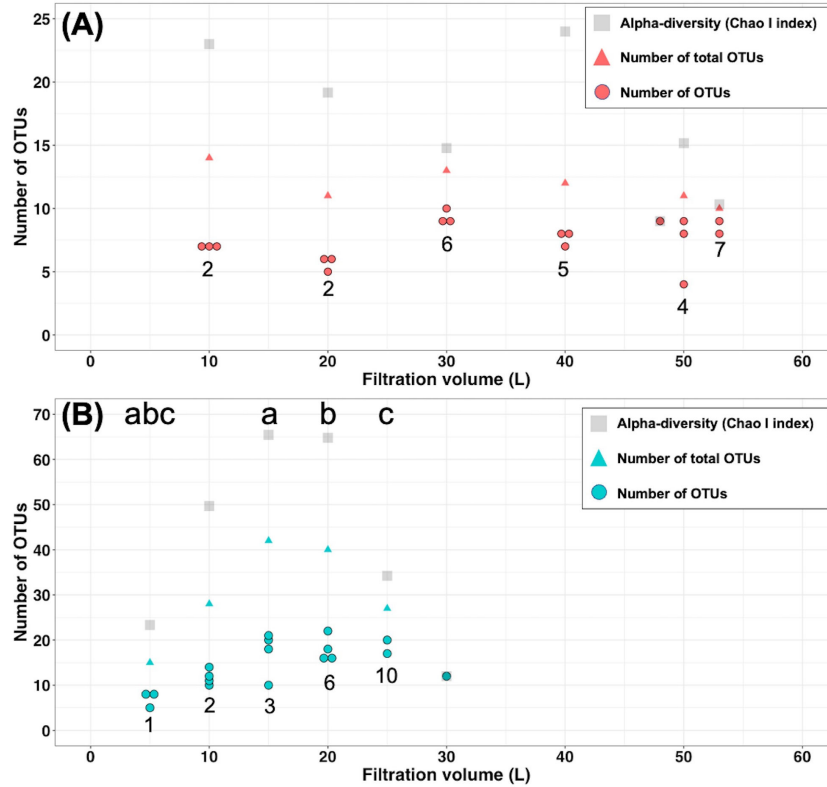 (A)
Alpha-diversity (Chao I index)
Number of total OTUs
Number of OTUs
Number of OTUs
25
20
15
10
5
0
2
2
6
5
4
7
0 10 20 30 40 50 60
Filtration volume (L)
(B)
abc a b c
Alpha-diversity (Chao I index)
Number of total OTUs
Number of OTUs
Number of OTUs
70
60
50
40
30
20
10
0
1
2
3
6
10
0 10 20 30 40 50 60
Filtration volume (L)